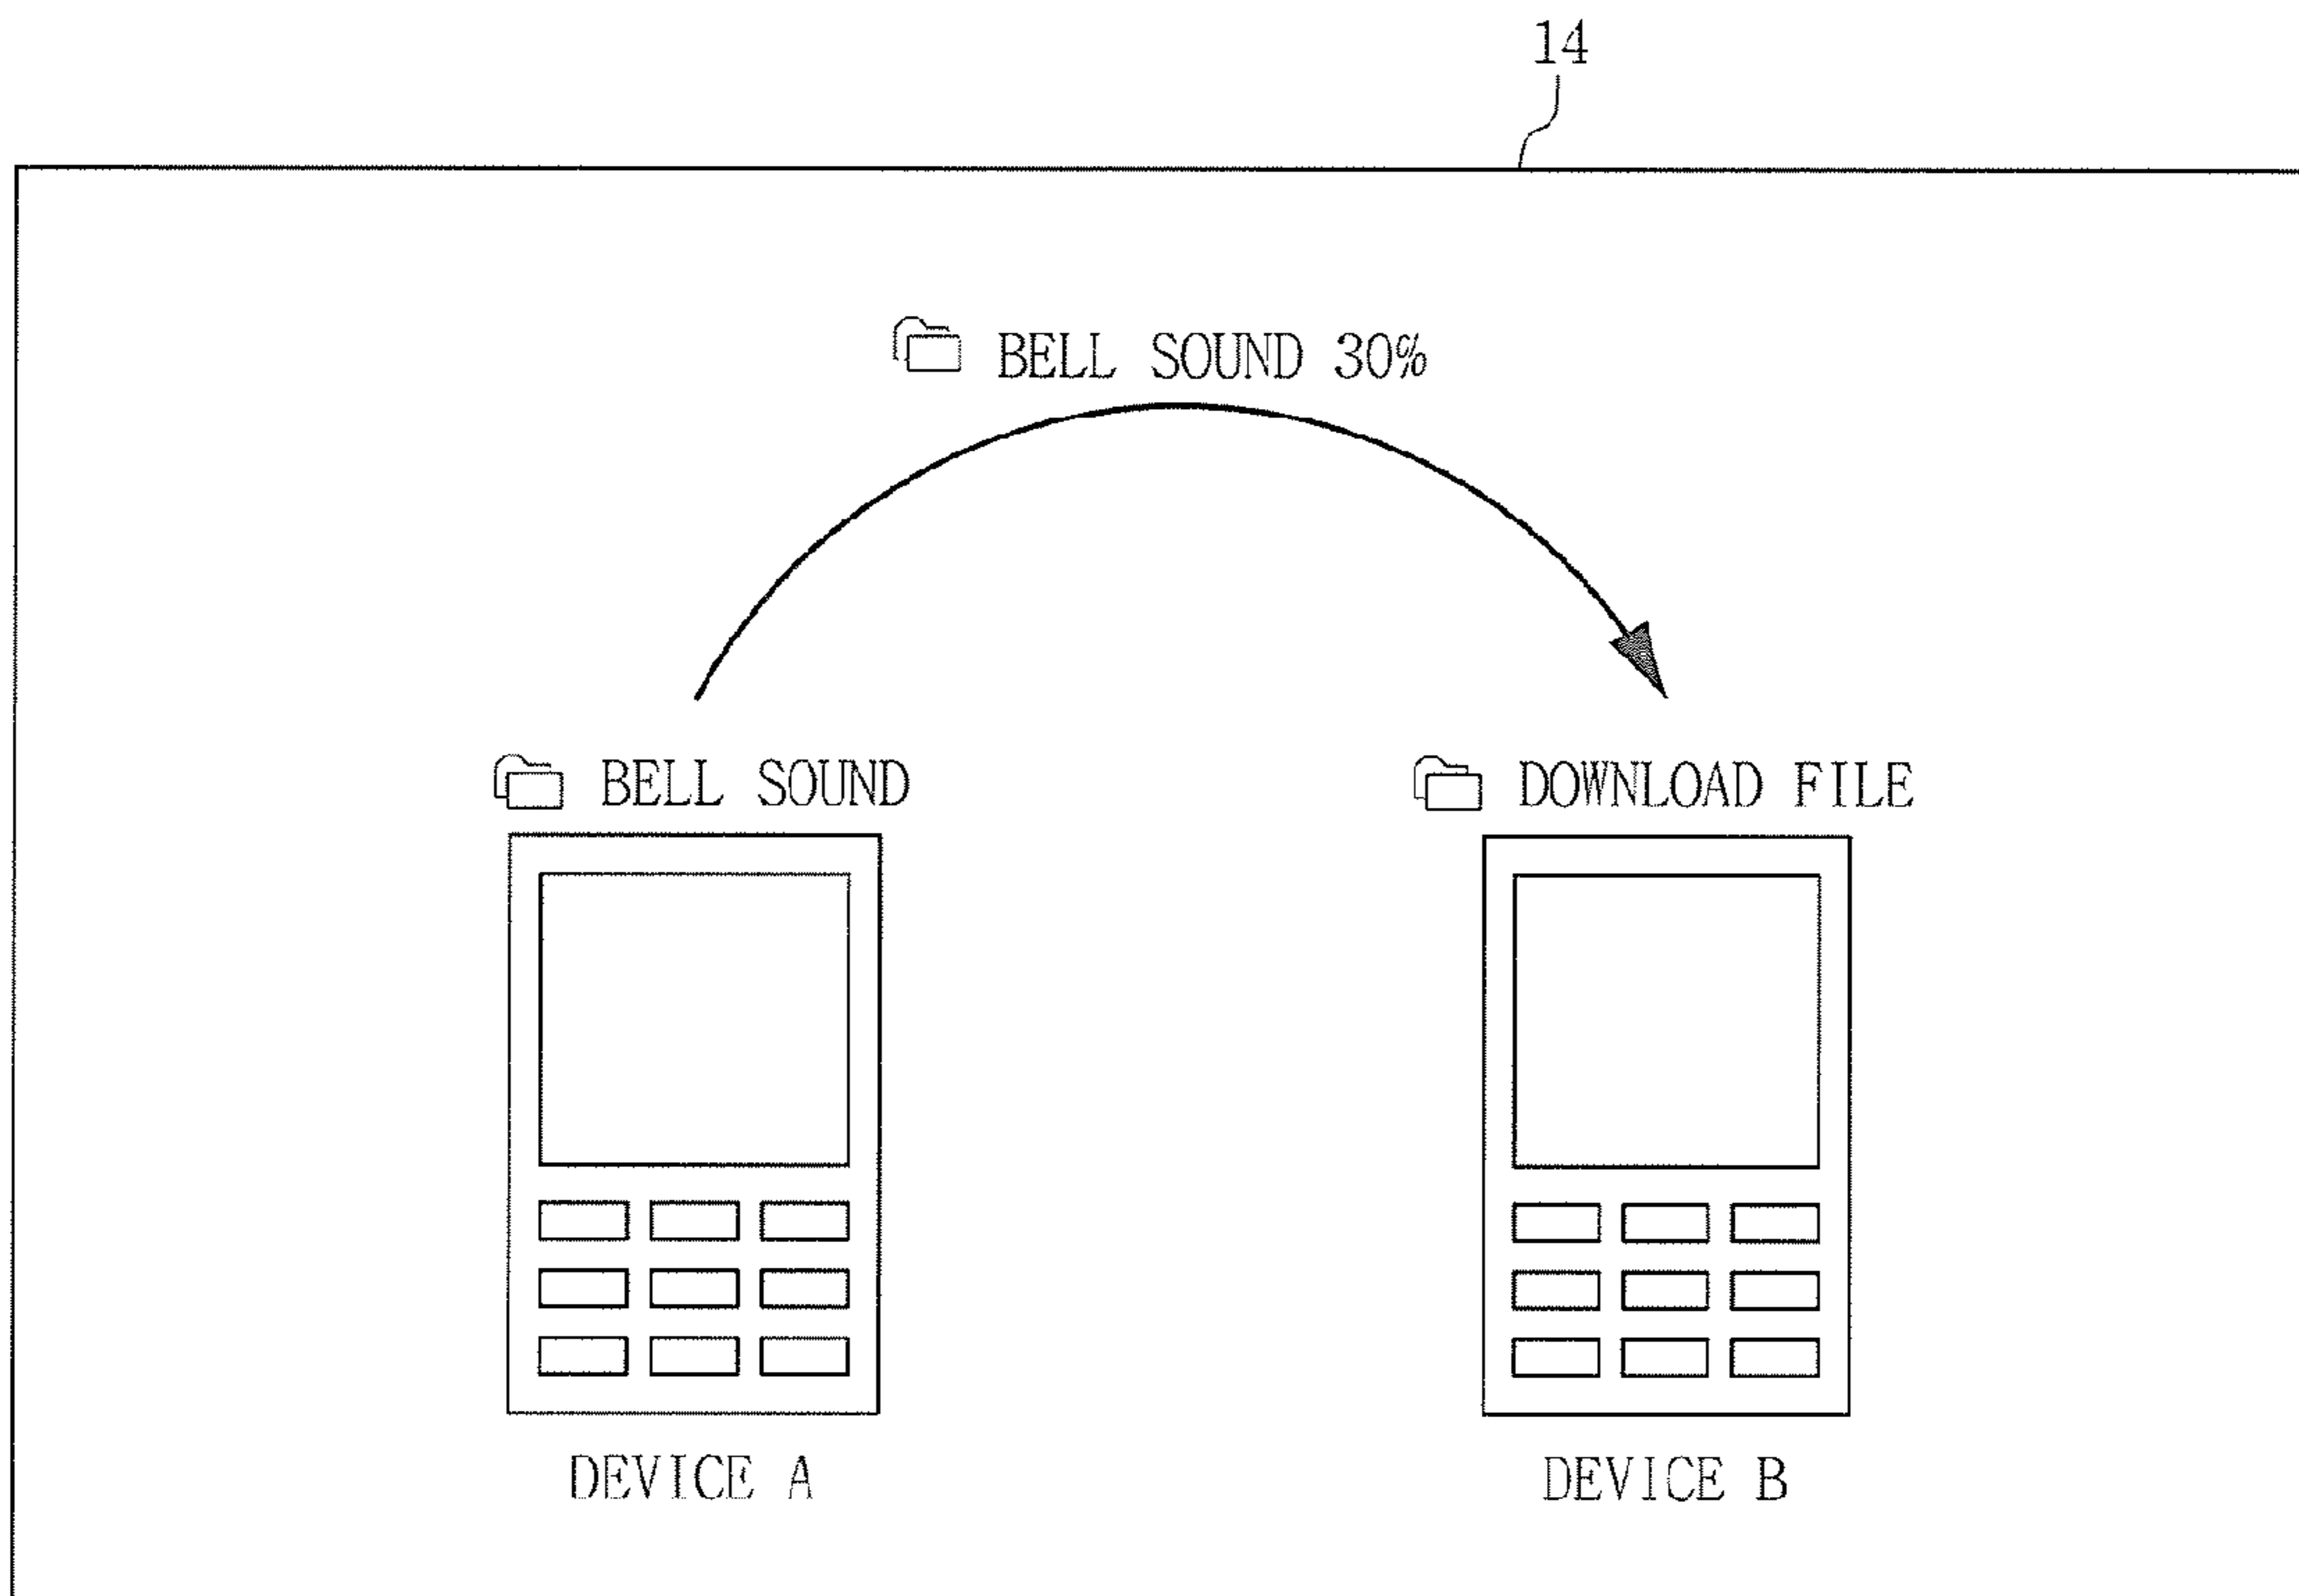 14
BELL SOUND 30%
BELL SOUND
DOWNLOAD FILE
DEVICE A
DEVICE B